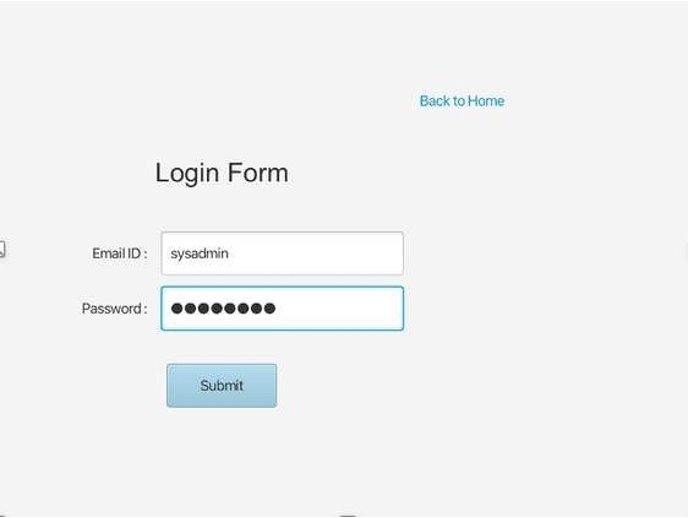 Back to Home
Login Form
Email ID :
sysadmin
Password :
●●●●●●●●
Submit